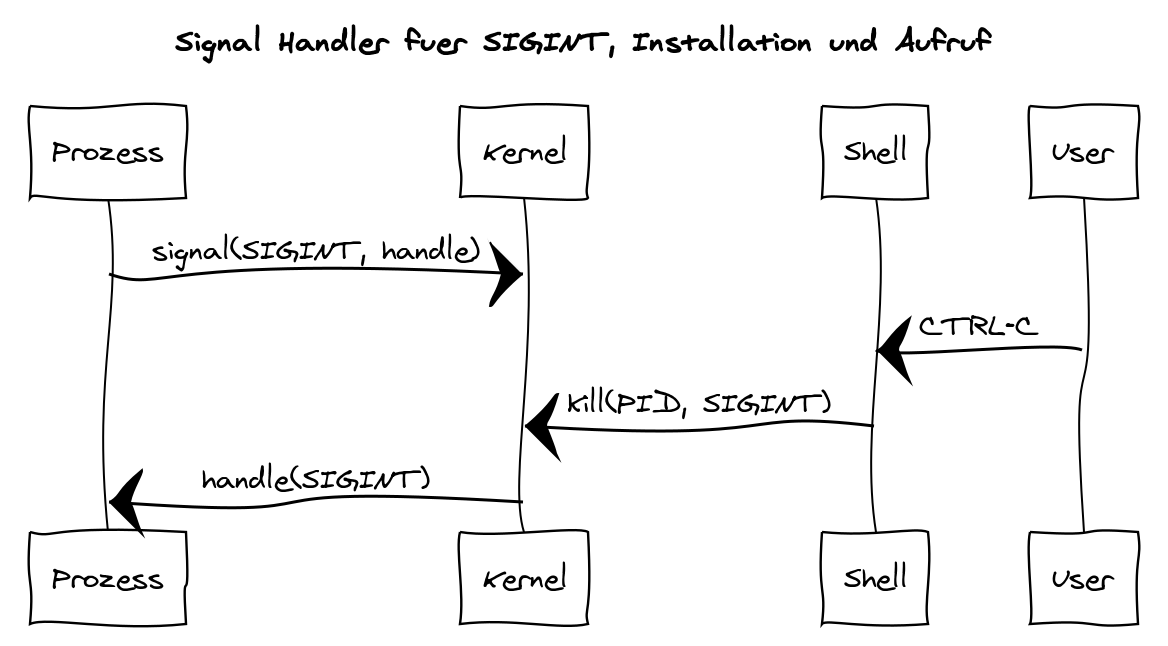 Signal Handler fuer SIGINT, Installation und Aufruf
Prozess
Kernel
Shell
User
signal(SIGINT, handle)
CTRL-C
kill(PID, SIGINT)
handle(SIGINT)
Prozess
Kernel
Shell
User